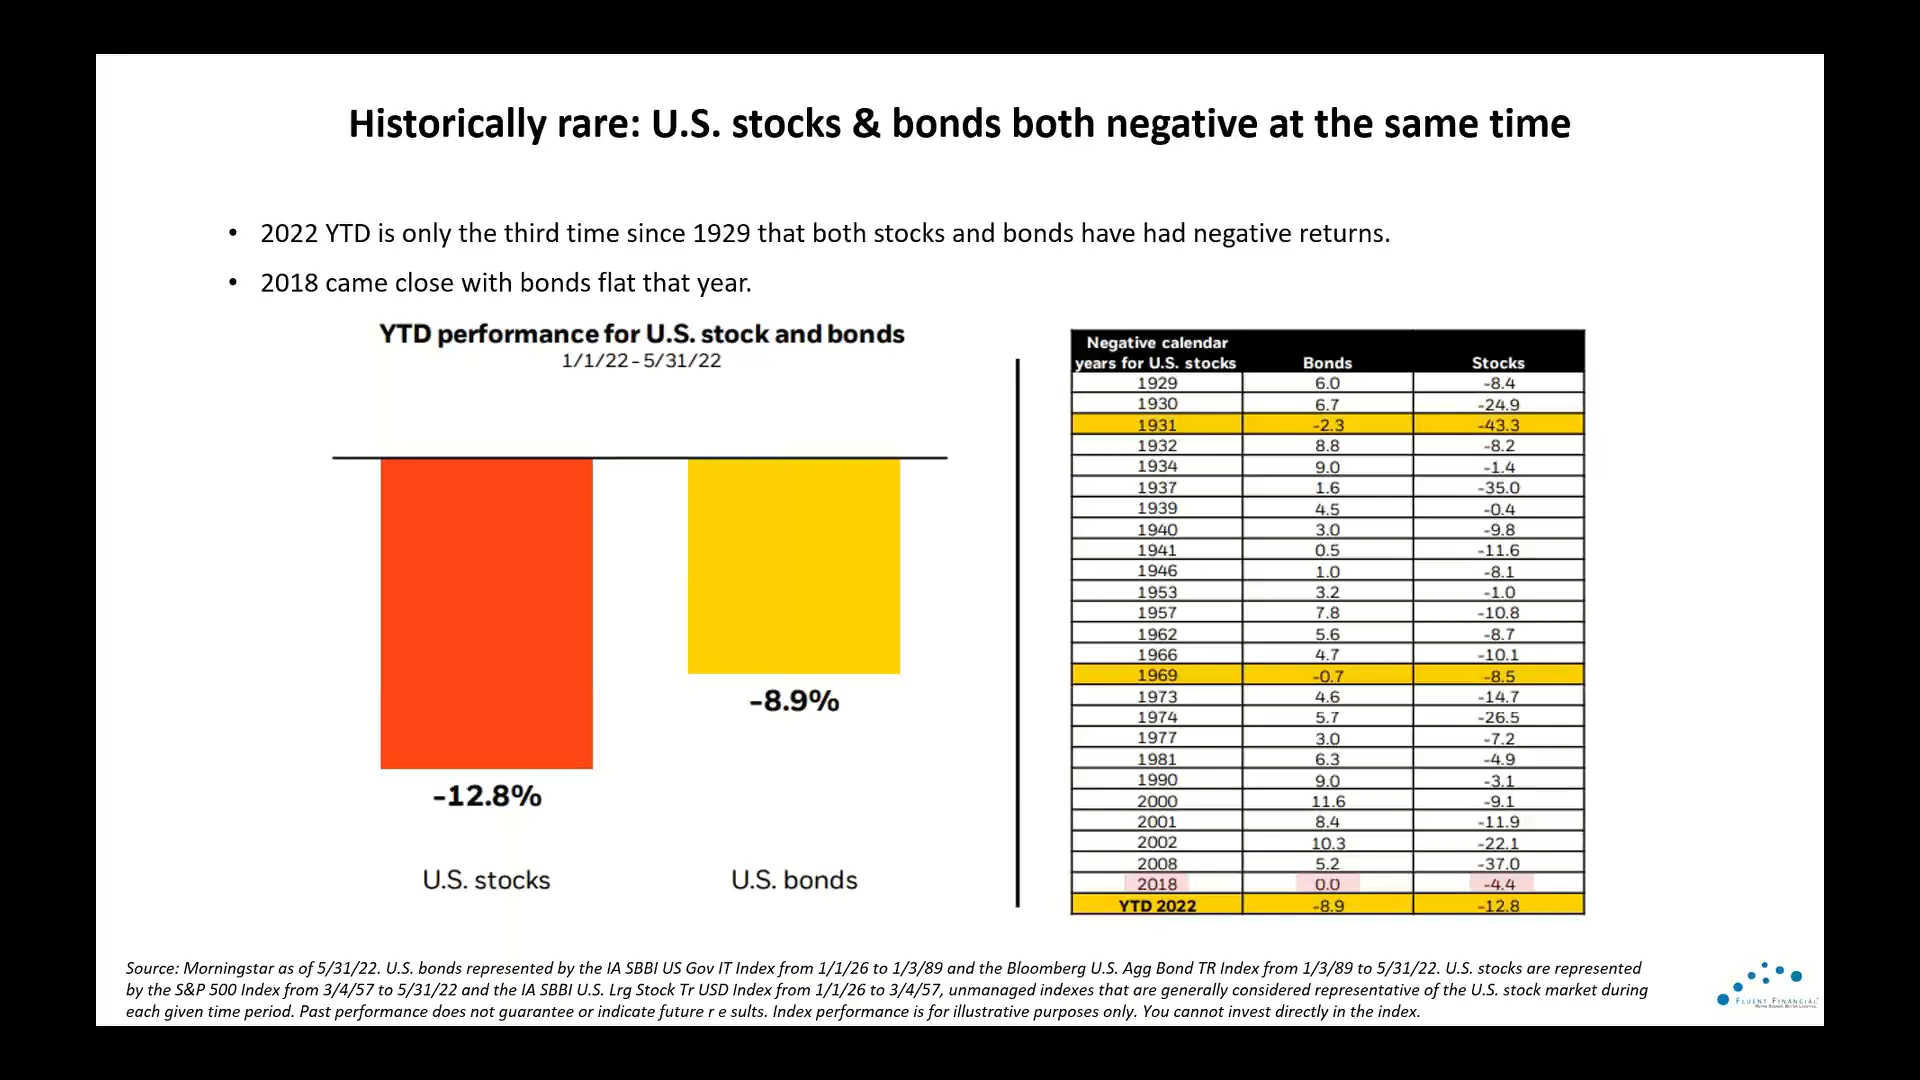 Historically rare: U.S. stocks & bonds both negative at the same time
• 2022 YTD is only the third time since 1929 that both stocks and bonds have had negative returns.
• 2018 came close with bonds flat that year.
YTD performance for U.S. stock and bonds
1/1/22 - 5/31/22
-12.8%
-8.9%
U.S. stocks
U.S. bonds
Negative calendar
years for U.S. stocks Bonds Stocks
1929 6.0 -8.4
1930 6.7 -24.9
1931 -2.3 -43.3
1932 8.8 -8.2
1934 9.0 -1.4
1937 1.6 -35.0
1939 4.5 -0.4
1940 3.0 -9.8
1941 0.5 -11.6
1946 1.0 -8.1
1953 3.2 -1.0
1957 7.8 -10.8
1962 5.6 -8.7
1966 4.7 -10.1
1969 -0.7 -8.5
1973 4.6 -14.7
1974 5.7 -26.5
1977 3.0 -7.2
1981 6.3 -4.9
1990 9.0 -3.1
2000 11.6 -9.1
2001 8.4 -11.9
2002 10.3 -22.1
2008 5.2 -37.0
2018 0.0 -4.4
YTD 2022 -8.9 -12.8
Source: Morningstar as of 5/31/22. U.S. bonds represented by the IA SBBI US Gov IT Index from 1/1/26 to 1/3/89 and the Bloomberg U.S. Agg Bond TR Index from 1/3/89 to 5/31/22. U.S. stocks are represented
by the S&P 500 Index from 3/4/57 to 5/31/22 and the IA SBBI U.S. Lrg Stock Tr USD Index from 1/1/26 to 3/4/57, unmanaged indexes that are generally considered representative of the U.S. stock market during
each given time period. Past performance does not guarantee or indicate future r e sults. Index performance is for illustrative purposes only. You cannot invest directly in the index.
FLUENT FINANCIAL